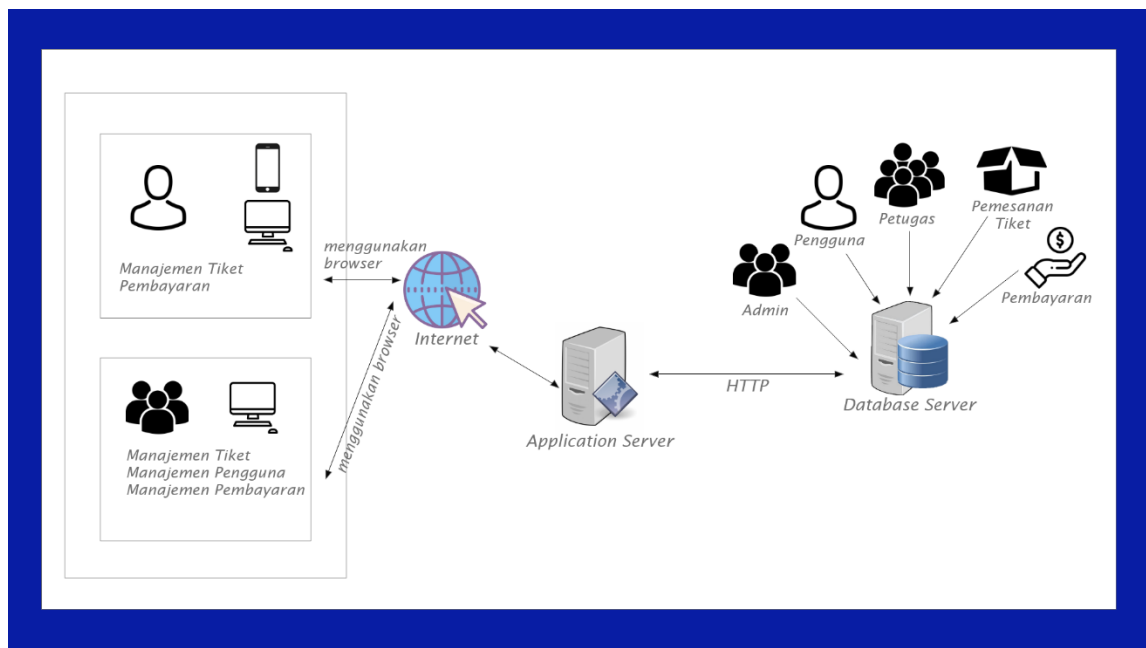 Manajemen Tiket
Pembayaran
menggunakan
browser
Internet
menggunakan browser
Manajemen Tiket
Manajemen Pengguna
Manajemen Pembayaran
Application Server
HTTP
Database Server
Admin
Pengguna
Petugas
Pemesanan
Tiket
$
Pembayaran